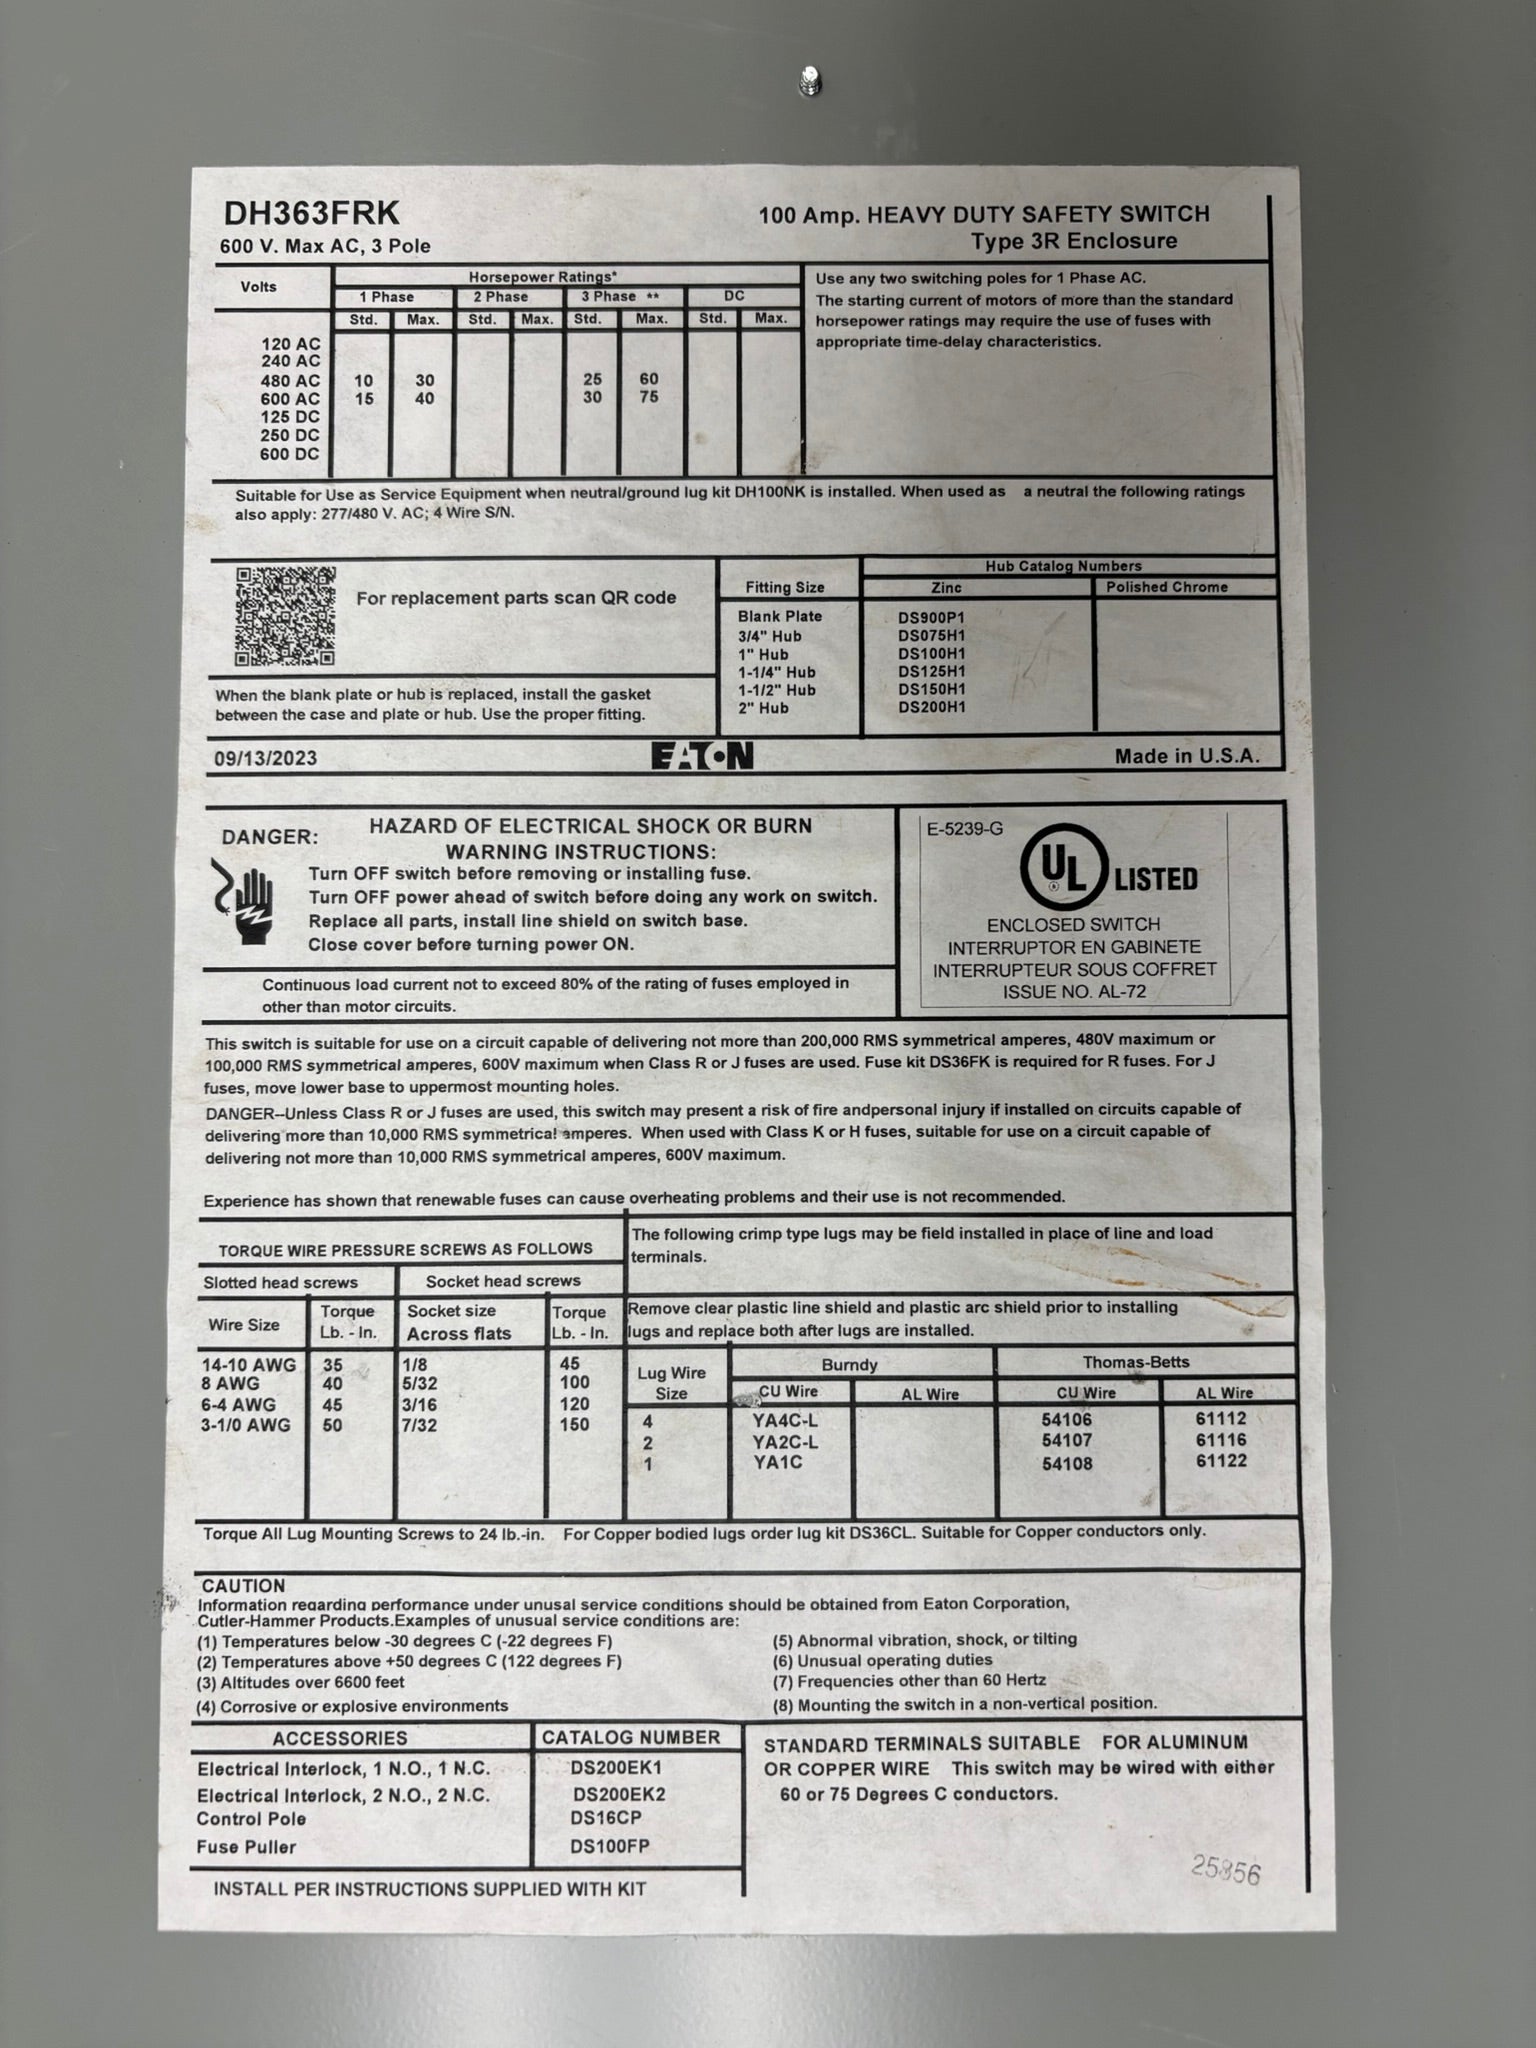 DH363FRK
100 Amp. HEAVY DUTY SAFETY SWITCH
600 V. Max AC, 3 Pole
Type 3R Enclosure
Volts
Horsepower Ratings*
1 Phase 2 Phase 3 Phase ** DC
Std. Max. Std. Max. Std. Max. Std. Max.
120 AC
240 AC
480 AC 10 30 25 60
600 AC 15 40 30 75
125 DC
250 DC
600 DC
Use any two switching poles for 1 Phase AC.
The starting current of motors of more than the standard
horsepower ratings may require the use of fuses with
appropriate time-delay characteristics.
Suitable for Use as Service Equipment when neutral/ground lug kit DH100NK is installed. When used as a neutral the following ratings
also apply: 277/480 V. AC; 4 Wire S/N.
For replacement parts scan QR code
When the blank plate or hub is replaced, install the gasket
between the case and plate or hub. Use the proper fitting.
Hub Catalog Numbers
Fitting Size Zinc Polished Chrome
Blank Plate DS900P1
3/4" Hub DS075H1
1" Hub DS100H1
1-1/4" Hub DS125H1
1-1/2" Hub DS150H1
2" Hub DS200H1
09/13/2023 EATON Made in U.S.A.
DANGER:
HAZARD OF ELECTRICAL SHOCK OR BURN
WARNING INSTRUCTIONS:
Turn OFF switch before removing or installing fuse.
Turn OFF power ahead of switch before doing any work on switch.
Replace all parts, install line shield on switch base.
Close cover before turning power ON.
Continuous load current not to exceed 80% of the rating of fuses employed in
other than motor circuits.
E-5239-G
UL ® LISTED
ENCLOSED SWITCH
INTERRUPTOR EN GABINETE
INTERRUPTEUR SOUS COFFRET
ISSUE NO. AL-72
This switch is suitable for use on a circuit capable of delivering not more than 200,000 RMS symmetrical amperes, 480V maximum or
100,000 RMS symmetrical amperes, 600V maximum when Class R or J fuses are used. Fuse kit DS36FK is required for R fuses. For J
fuses, move lower base to uppermost mounting holes.
DANGER--Unless Class R or J fuses are used, this switch may present a risk of fire andpersonal injury if installed on circuits capable of
delivering more than 10,000 RMS symmetrical amperes. When used with Class K or H fuses, suitable for use on a circuit capable of
delivering not more than 10,000 RMS symmetrical amperes, 600V maximum.
Experience has shown that renewable fuses can cause overheating problems and their use is not recommended.
TORQUE WIRE PRESSURE SCREWS AS FOLLOWS
Slotted head screws Socket head screws
Wire Size Torque Lb. - In. Socket size Across flats Torque Lb. - In.
14-10 AWG 35 1/8 45
8 AWG 40 5/32 100
6-4 AWG 45 3/16 120
3-1/0 AWG 50 7/32 150
The following crimp type lugs may be field installed in place of line and load
terminals.
Remove clear plastic line shield and plastic arc shield prior to installing
lugs and replace both after lugs are installed.
Lug Wire Size Burndy Thomas-Betts
CU Wire AL Wire CU Wire AL Wire
4 YA4C-L 54106 61112
2 YA2C-L 54107 61116
1 YA1C 54108 61122
Torque All Lug Mounting Screws to 24 lb.-in. For Copper bodied lugs order lug kit DS36CL. Suitable for Copper conductors only.
CAUTION
Information regarding performance under unusal service conditions should be obtained from Eaton Corporation,
Cutler-Hammer Products.Examples of unusual service conditions are:
(1) Temperatures below -30 degrees C (-22 degrees F)
(2) Temperatures above +50 degrees C (122 degrees F)
(3) Altitudes over 6600 feet
(4) Corrosive or explosive environments
(5) Abnormal vibration, shock, or tilting
(6) Unusual operating duties
(7) Frequencies other than 60 Hertz
(8) Mounting the switch in a non-vertical position.
ACCESSORIES CATALOG NUMBER
Electrical Interlock, 1 N.O., 1 N.C. DS200EK1
Electrical Interlock, 2 N.O., 2 N.C. DS200EK2
Control Pole DS16CP
Fuse Puller DS100FP
INSTALL PER INSTRUCTIONS SUPPLIED WITH KIT
STANDARD TERMINALS SUITABLE FOR ALUMINUM
OR COPPER WIRE This switch may be wired with either
60 or 75 Degrees C conductors.